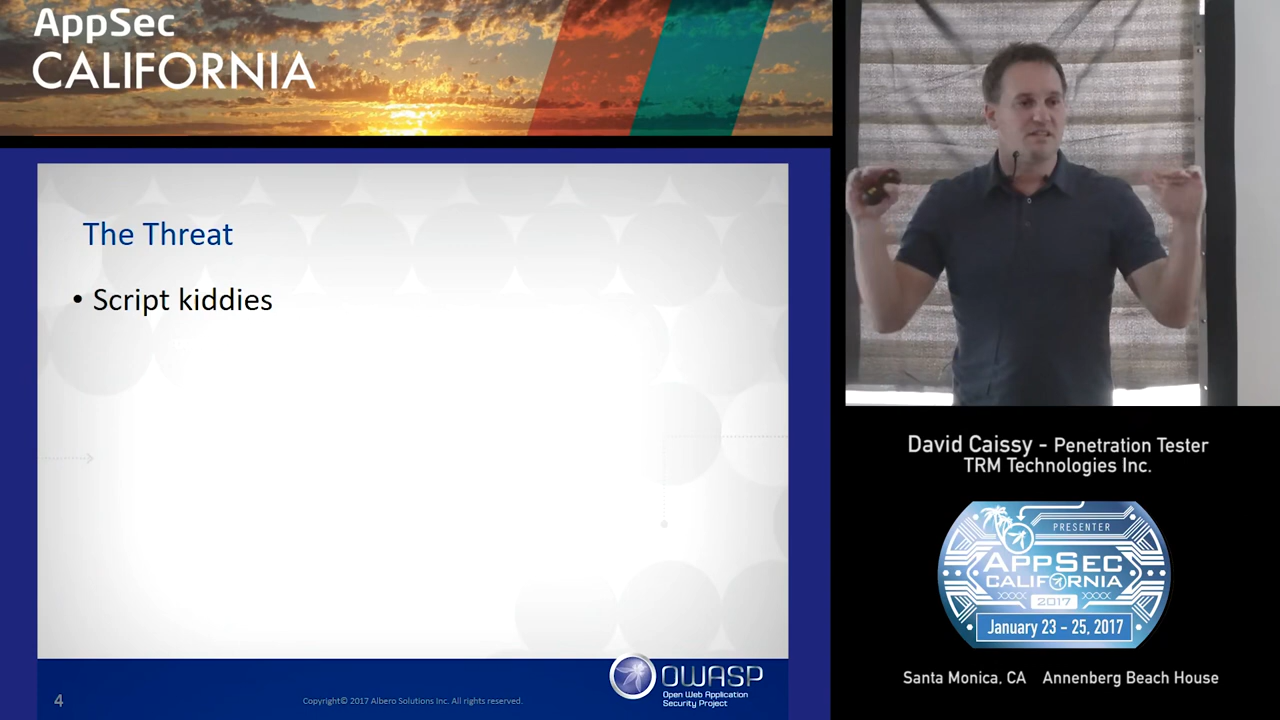 AppSec
CALIFORNIA
The Threat
• Script kiddies
4
Copyright© 2017 Albero Solutions Inc. All rights reserved.
OWASP
Open Web Application
Security Project
David Caissy - Penetration Tester
TRM Technologies Inc.
PRESENTER
APPSEC
CALIFORNIA
2017
January 23 - 25, 2017
Santa Monica, CA Annenberg Beach House